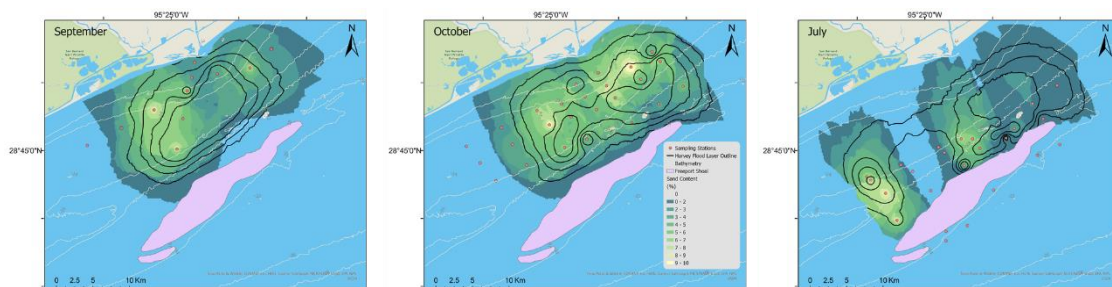 95°25'0"W
95°25'0"W
95°25'0"W
September
October
July
N
N
N
28°45'0"N
28°45'0"N
28°45'0"N
Sampling Stations
Harvey Flood Layer Outline
Bathymetry
Freeport Shoal
Sand Content
(%)
0
0 - 2
2 - 3
3 - 4
4 - 5
5 - 6
6 - 7
7 - 8
8 - 9
9 - 10
0 2.5 5 10 Km
0 2.5 5 10 Km
0 2.5 5 10 Km